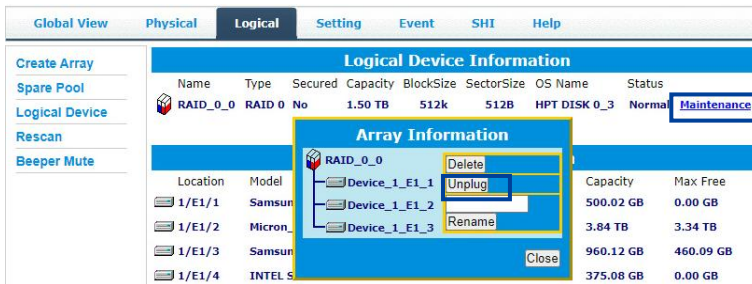 Global View Physical Logical Setting Event SHI Help
Create Array
Spare Pool
Logical Device
Rescan
Beeper Mute
Logical Device Information
Name Type Secured Capacity BlockSize SectorSize OS Name Status
RAID_0_0 RAID 0 No 1.50 TB 512k 512B HPT DISK 0_3 Normal Maintenance
Array Information
RAID_0_0
Device_1_E1_1
Device_1_E1_2
Device_1_E1_3
Delete
Unplug
Rename
Close
Location Model Capacity Max Free
1/E1/1 Samsun 500.02 GB 0.00 GB
1/E1/2 Micron_ 3.84 TB 3.34 TB
1/E1/3 Samsun 960.12 GB 460.09 GB
1/E1/4 INTEL S 375.08 GB 0.00 GB